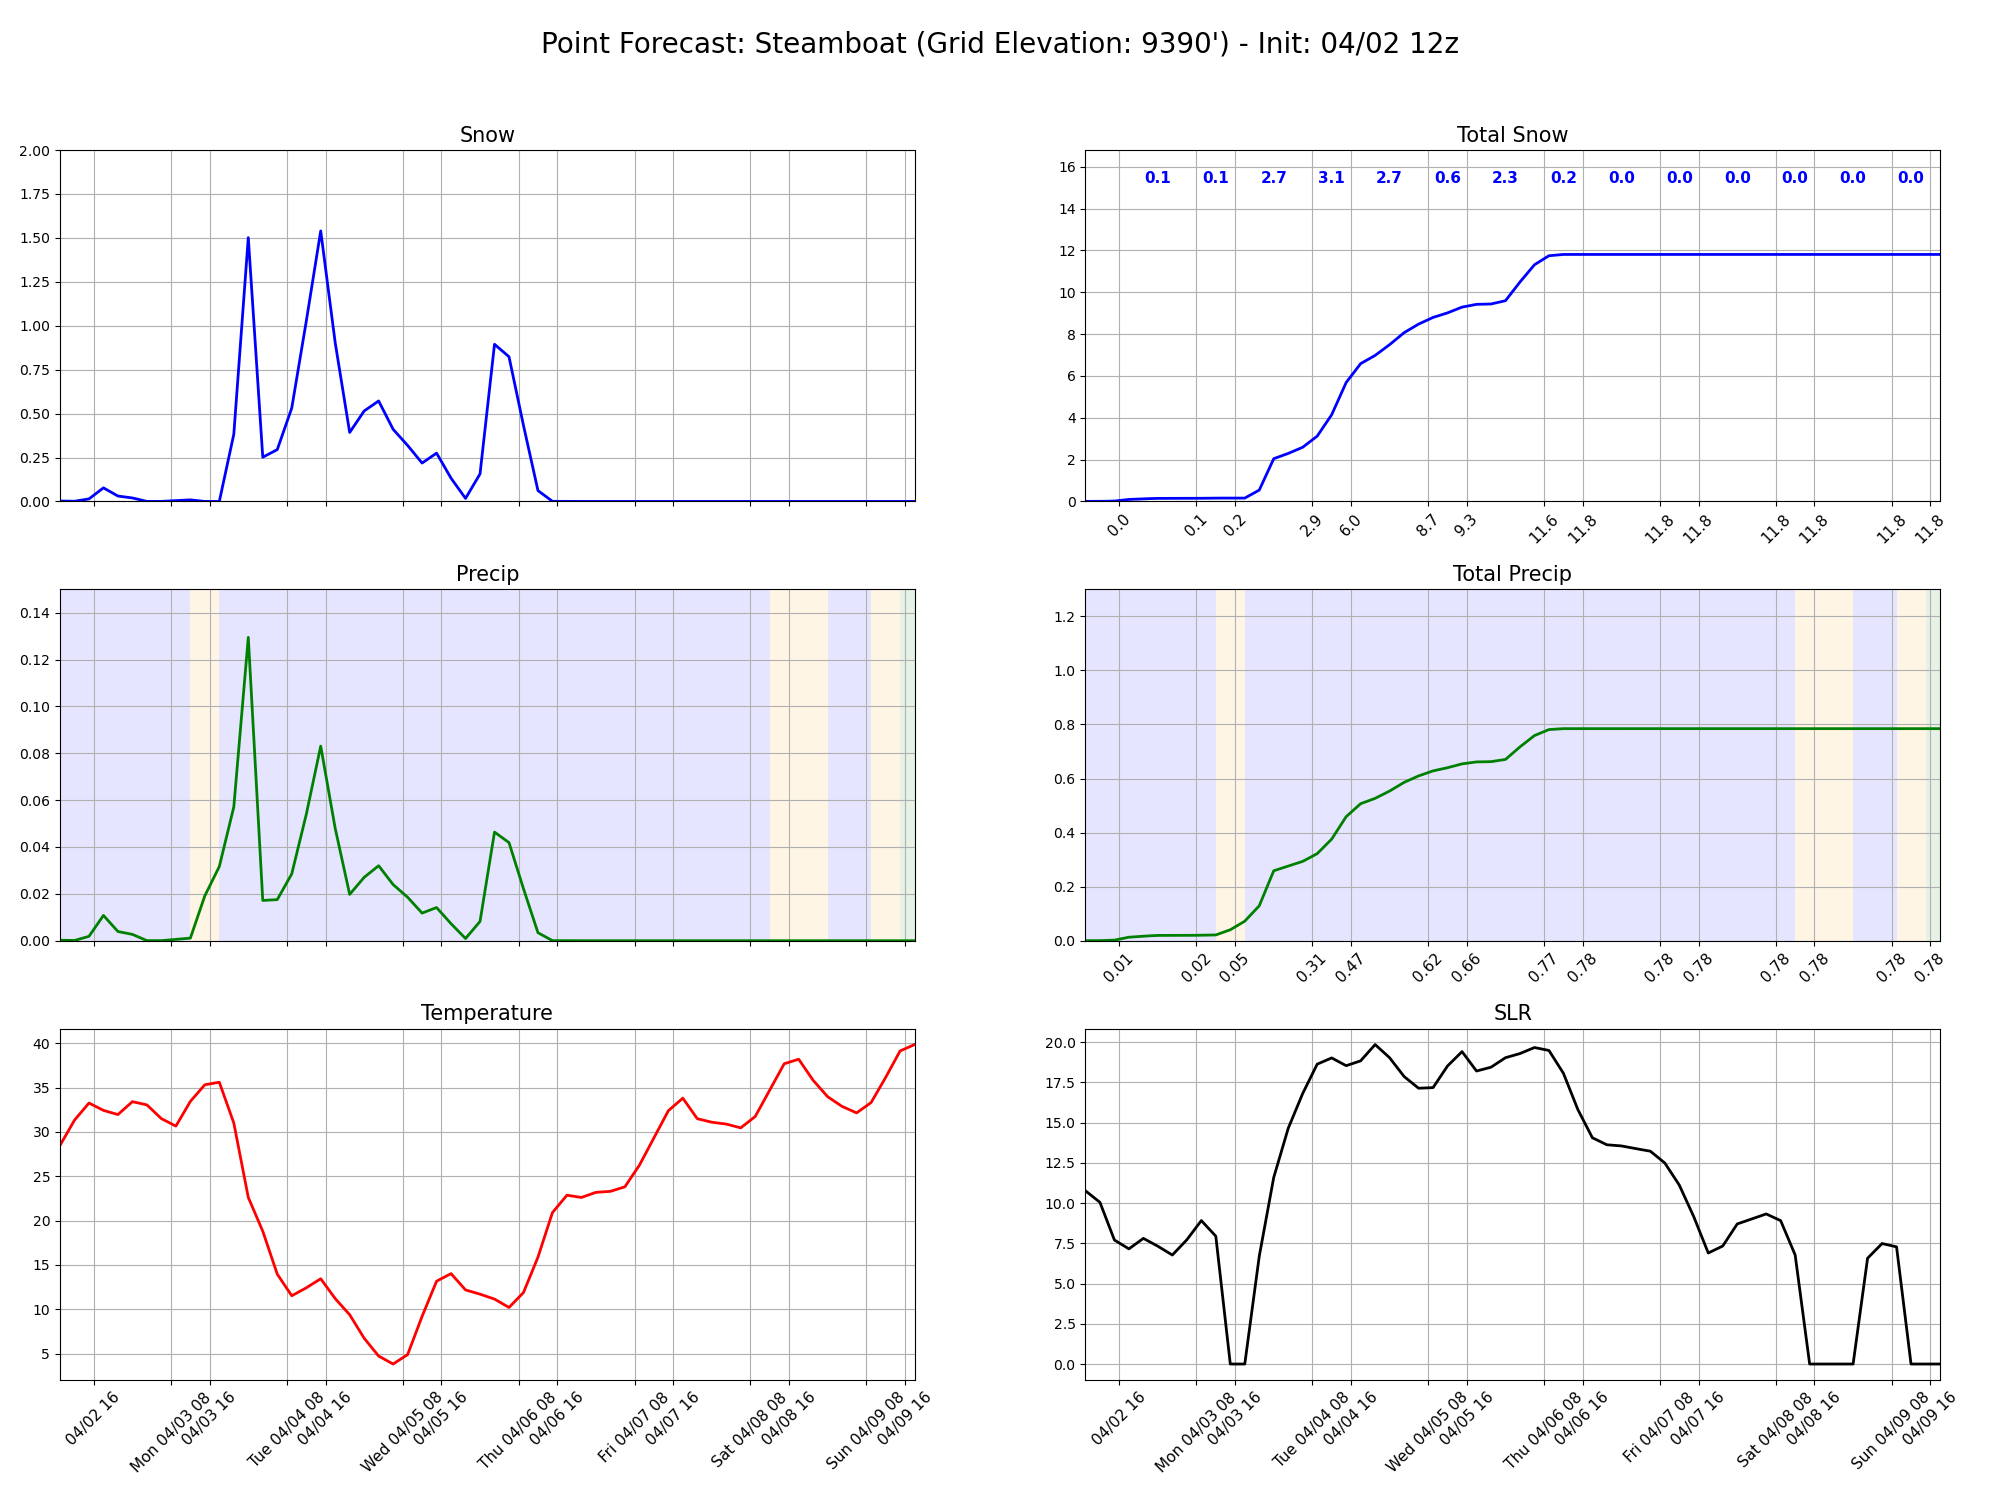 Point Forecast: Steamboat (Grid Elevation: 9390') - Init: 04/02 12z
Snow
2.00
1.75
1.50
1.25
1.00
0.75
0.50
0.25
0.00
Total Snow
16
14
12
10
8
6
4
2
0
0.1 0.1 2.7 3.1 2.7 0.6 2.3 0.2 0.0 0.0 0.0 0.0 0.0 0.0
0.0 0.1 0.2 2.9 6.0 8.7 9.3 11.6 11.8 11.8 11.8 11.8 11.8 11.8 11.8
Precip
0.14
0.12
0.10
0.08
0.06
0.04
0.02
0.00
Total Precip
1.2
1.0
0.8
0.6
0.4
0.2
0.0
0.01 0.02 0.05 0.31 0.47 0.62 0.66 0.77 0.78 0.78 0.78 0.78 0.78 0.78 0.78
Temperature
40
35
30
25
20
15
10
5
04/02 16
Mon 04/03 08
04/03 16
Tue 04/04 08
04/04 16
Wed 04/05 08
04/05 16
Thu 04/06 08
04/06 16
Fri 04/07 08
04/07 16
Sat 04/08 08
04/08 16
Sun 04/09 08
04/09 16
SLR
20.0
17.5
15.0
12.5
10.0
7.5
5.0
2.5
0.0
04/02 16
Mon 04/03 08
04/03 16
Tue 04/04 08
04/04 16
Wed 04/05 08
04/05 16
Thu 04/06 08
04/06 16
Fri 04/07 08
04/07 16
Sat 04/08 08
04/08 16
Sun 04/09 08
04/09 16